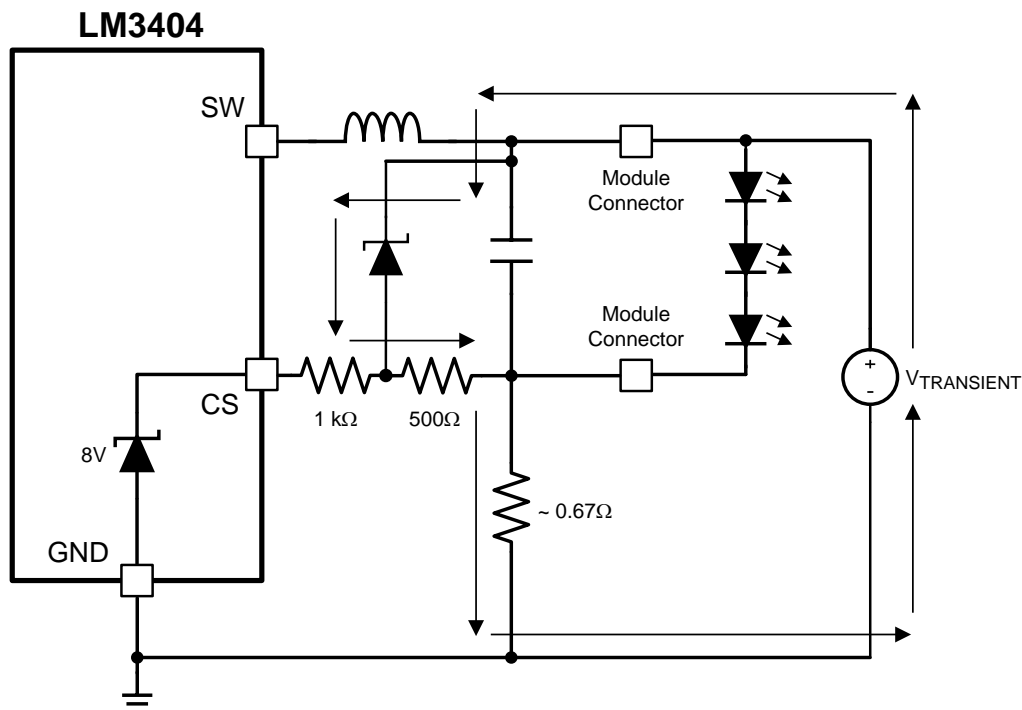 LM3404
SW
Module
Connector
Module
Connector
+
-
VTRANSIENT
CS
1 kΩ
500Ω
8V
~ 0.67Ω
GND